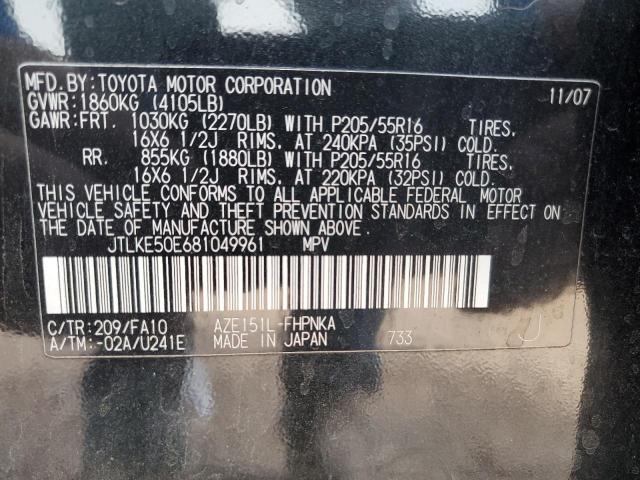 MFD.BY:TOYOTA MOTOR CORPORATION 11/07
GVWR:1860KG (4105LB)
GAWR:FRT. 1030KG (2270LB) WITH P205/55R16 TIRES,
16X6 1/2J RIMS, AT 240KPA (35PSI) COLD.
RR. 855KG (1880LB) WITH P205/55R16 TIRES,
16X6 1/2J RIMS, AT 220KPA (32PSI) COLD.
THIS VEHICLE CONFORMS TO ALL APPLICABLE FEDERAL MOTOR
VEHICLE SAFETY AND THEFT PREVENTION STANDARDS IN EFFECT ON
THE DATE OF MANUFACTURE SHOWN ABOVE.
JTLKE50E681049961 MPV
C/TR:209/FA10 AZE151L-FHPNKA
A/TM:-02A/U241E MADE IN JAPAN 733 J